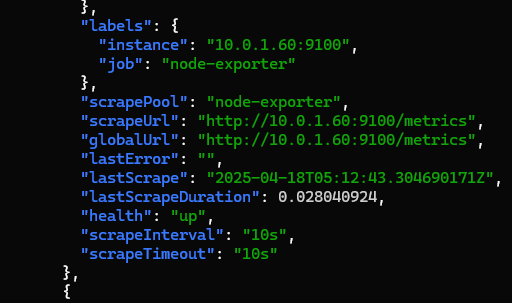 },
"labels": {
"instance": "10.0.1.60:9100",
"job": "node-exporter"
},
"scrapePool": "node-exporter",
"scrapeUrl": "http://10.0.1.60:9100/metrics",
"globalUrl": "http://10.0.1.60:9100/metrics",
"lastError": "",
"lastScrape": "2025-04-18T05:12:43.304690171Z",
"lastScrapeDuration": 0.028040924,
"health": "up",
"scrapeInterval": "10s",
"scrapeTimeout": "10s"
},
{